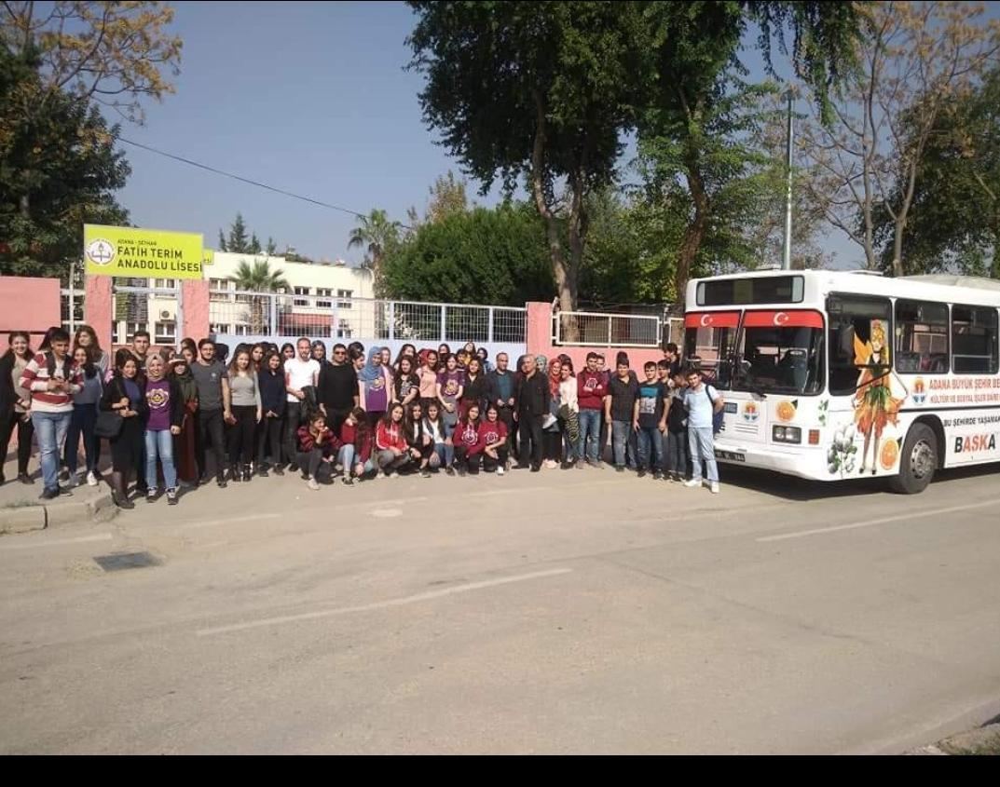 ADANA - SEYHAN
FATİH TERİM
ANADOLU LİSESİ
ADANA BÜYÜK ŞEHİR BE
KÜLTÜR VE SOSYAL İŞLER DAİRE
BU ŞEHİRDE YAŞAMAK
BAŞKA